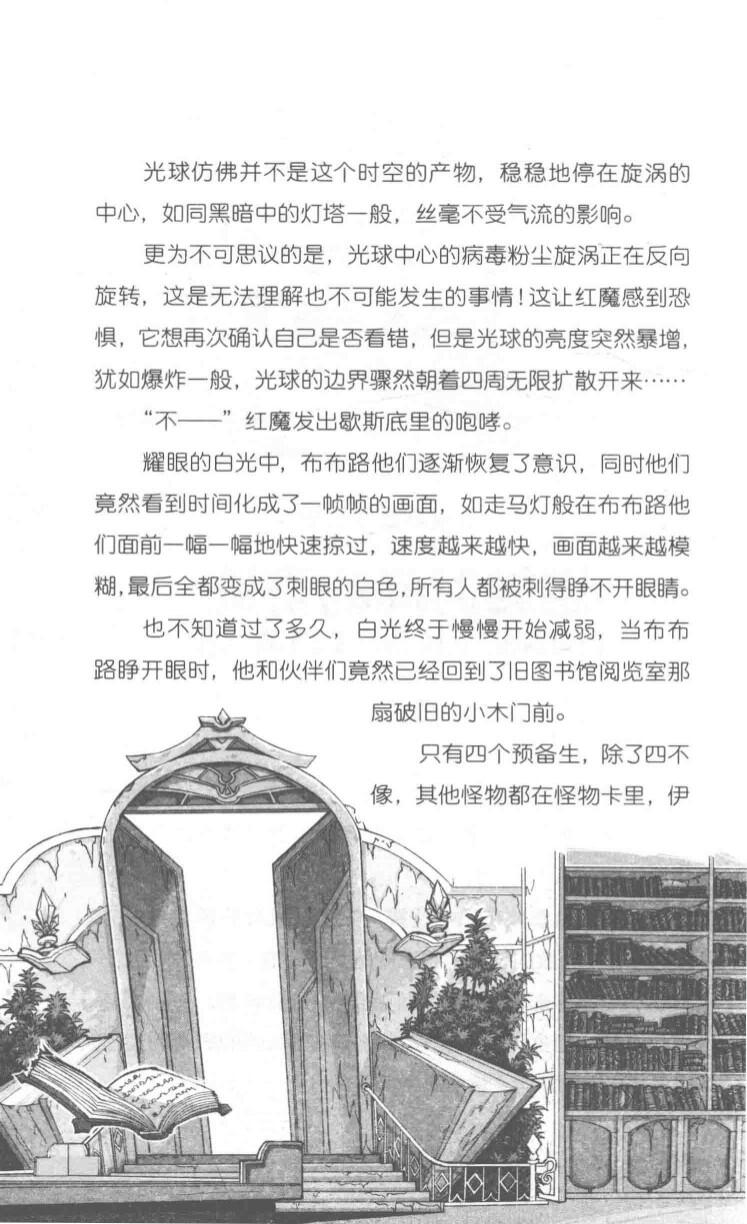 光球仿佛并不是这个时空的产物，稳稳地停在旋涡的
中心，如同黑暗中的灯塔一般，丝毫不受气流的影响。
更为不可思议的是，光球中心的病毒粉尘旋涡正在反向
旋转，这是无法理解也不可能发生的事情！这让红魔感到恐
惧，它想再次确认自己是否看错，但是光球的亮度突然暴增，
犹如爆炸一般，光球的边界骤然朝着四周无限扩散开来……
“不——”红魔发出歇斯底里的咆哮。
耀眼的白光中，布布路他们逐渐恢复了意识，同时他们
竟然看到时间化成了一帧帧的画面，如走马灯般在布布路他
们面前一幅一幅地快速掠过，速度越来越快，画面越来越模
糊，最后全都变成了刺眼的白色，所有人都被刺得睁不开眼睛。
也不知道过了多久，白光终于慢慢开始减弱，当布布
路睁开眼时，他和伙伴们竟然已经回到了旧图书馆阅览室那
扇破旧的小木门前。
只有四个预备生，除了四不
像，其他怪物都在怪物卡里，伊